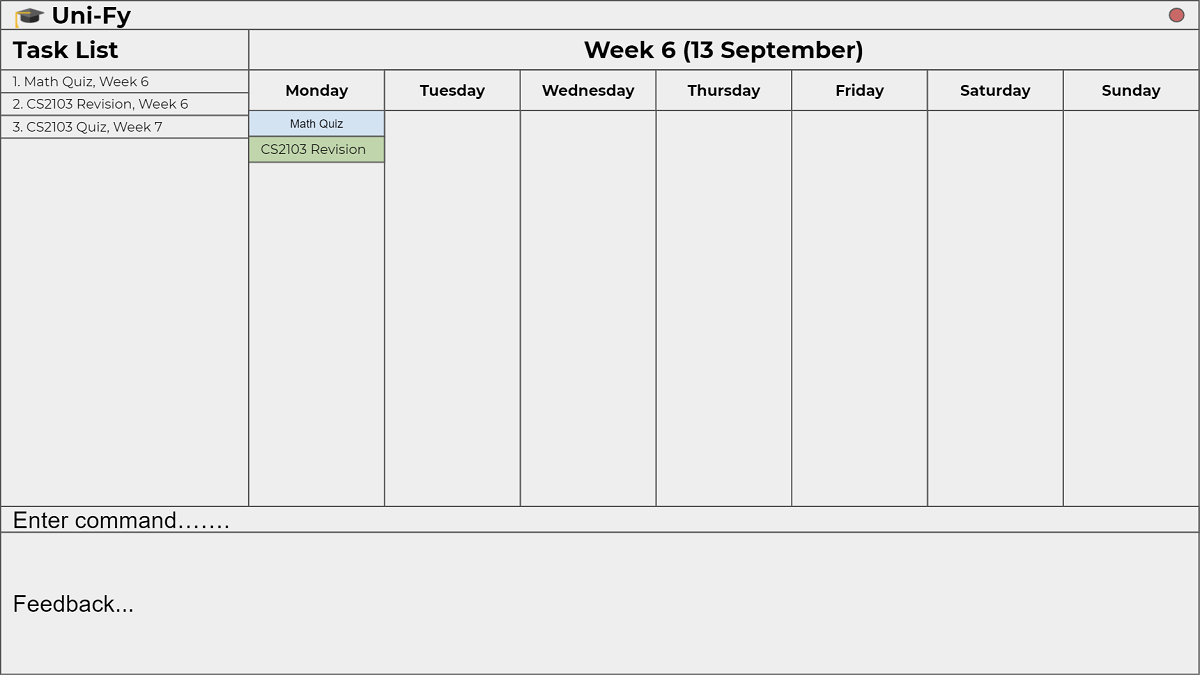 Uni-Fy
Task List
Week 6 (13 September)
1. Math Quiz, Week 6
2. CS2103 Revision, Week 6
3. CS2103 Quiz, Week 7
Monday
Tuesday
Wednesday
Thursday
Friday
Saturday
Sunday
Math Quiz
CS2103 Revision
Enter command.......
Feedback...